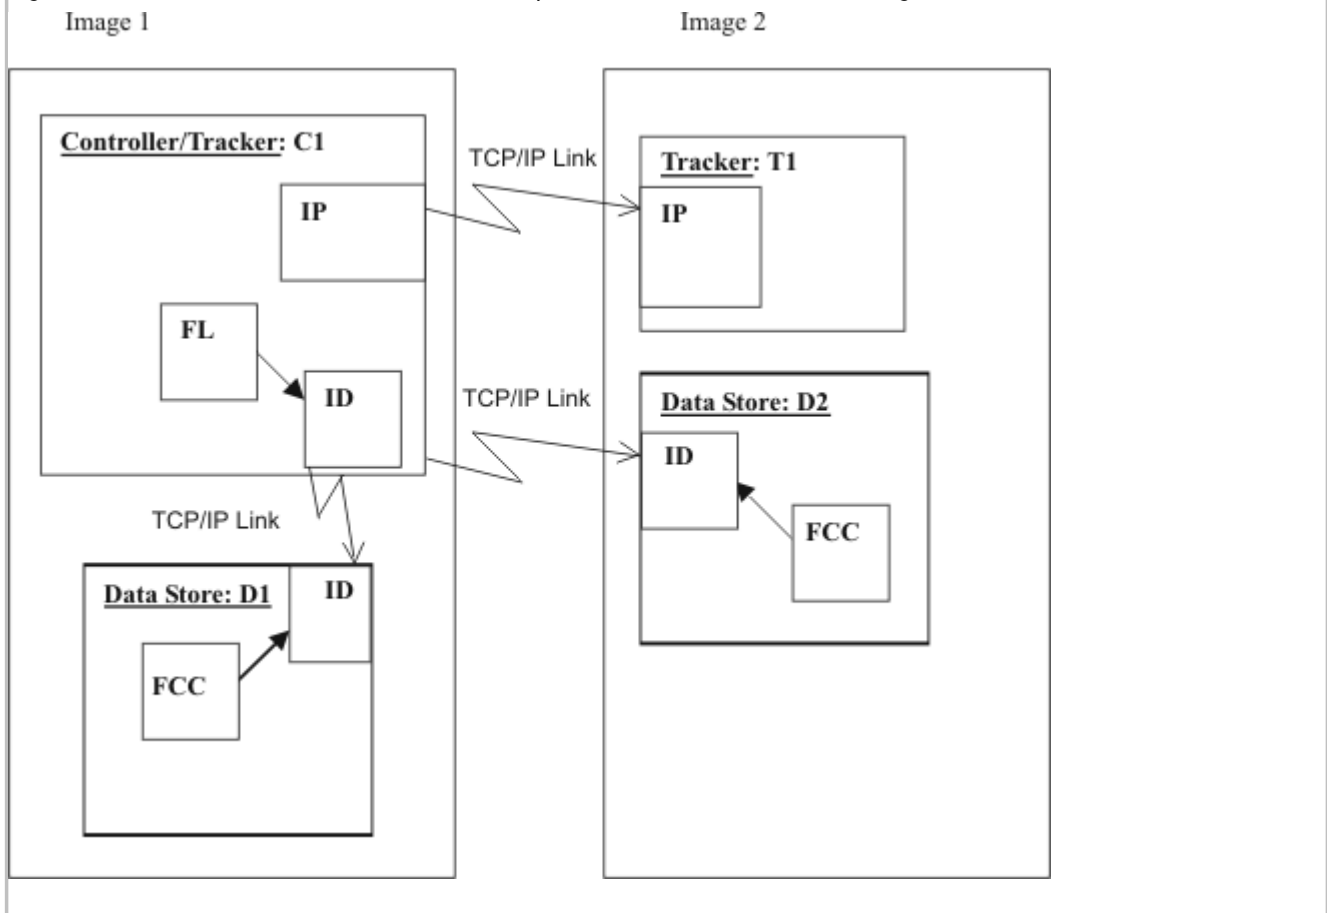 Image 1
Image 2
Controller/Tracker: C1
IP
FL
ID
TCP/IP Link
Tracker: T1
IP
TCP/IP Link
Data Store: D2
ID
FCC
TCP/IP Link
Data Store: D1
ID
FCC